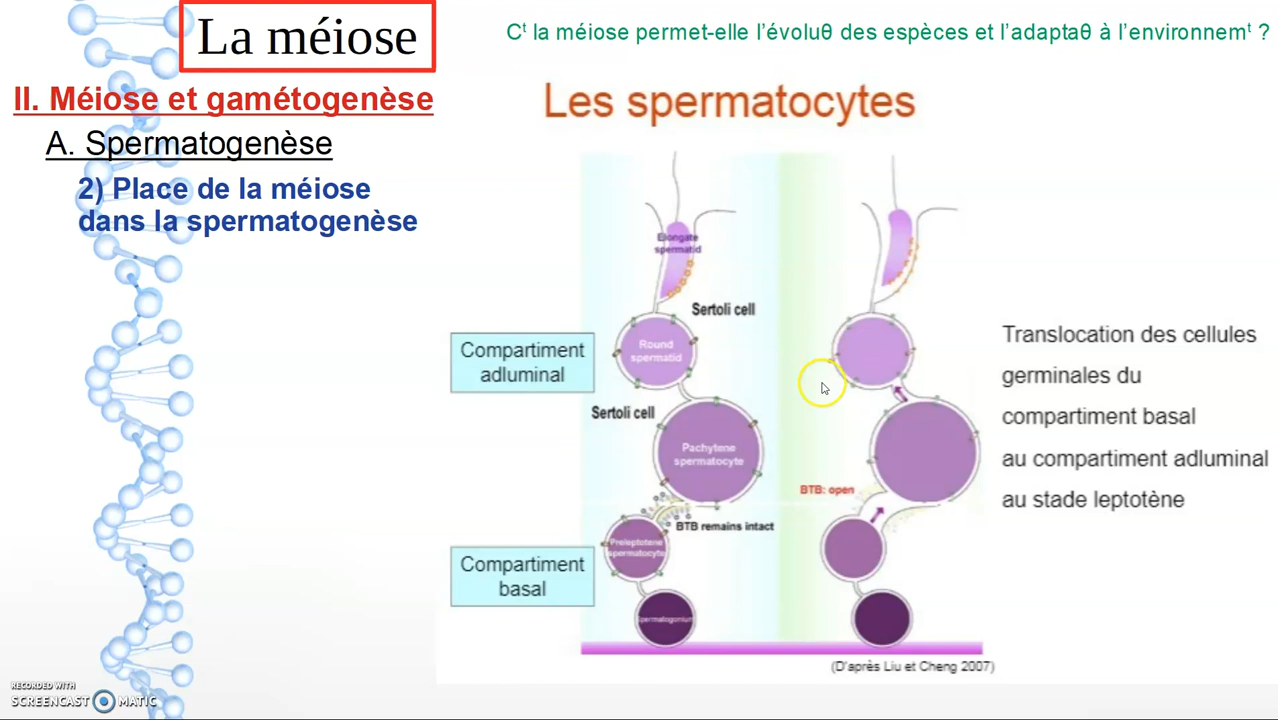 La méiose
Cᵗ la méiose permet-elle l'évoluθ des espèces et l'adaptaθ à l'environnemᵗ ?
II. Méiose et gamétogenèse
A. Spermatogenèse
2) Place de la méiose
dans la spermatogenèse
Les spermatocytes
Elongate
spermatid
Sertoli cell
Round
spermatid
Compartiment
adluminal
Sertoli cell
Pachytene
spermatocyte
BTB remains intact
Preleptotene
spermatocyte
Compartiment
basal
Spermatogonium
BTB: open
Translocation des cellules
germinales du
compartiment basal
au compartiment adluminal
au stade leptotène
(D'après Liu et Cheng 2007)
RECORDED WITH
SCREENCAST MATIC